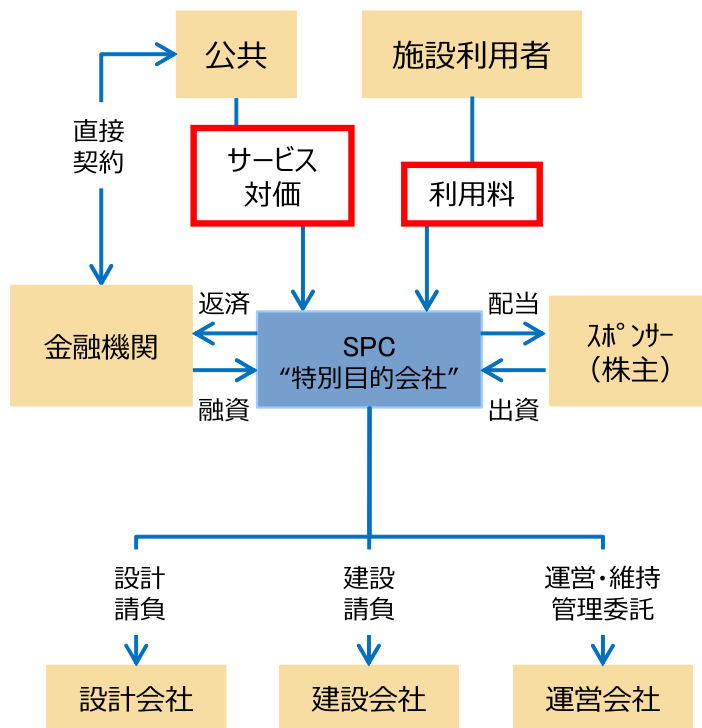 公共
施設利用者
直接
契約
サービス
対価
利用料
返済
配当
金融機関
SPC
“特別目的会社”
ｽﾎﾟﾝｻｰ
（株主）
融資
出資
設計
請負
建設
請負
運営・維持
管理委託
設計会社
建設会社
運営会社